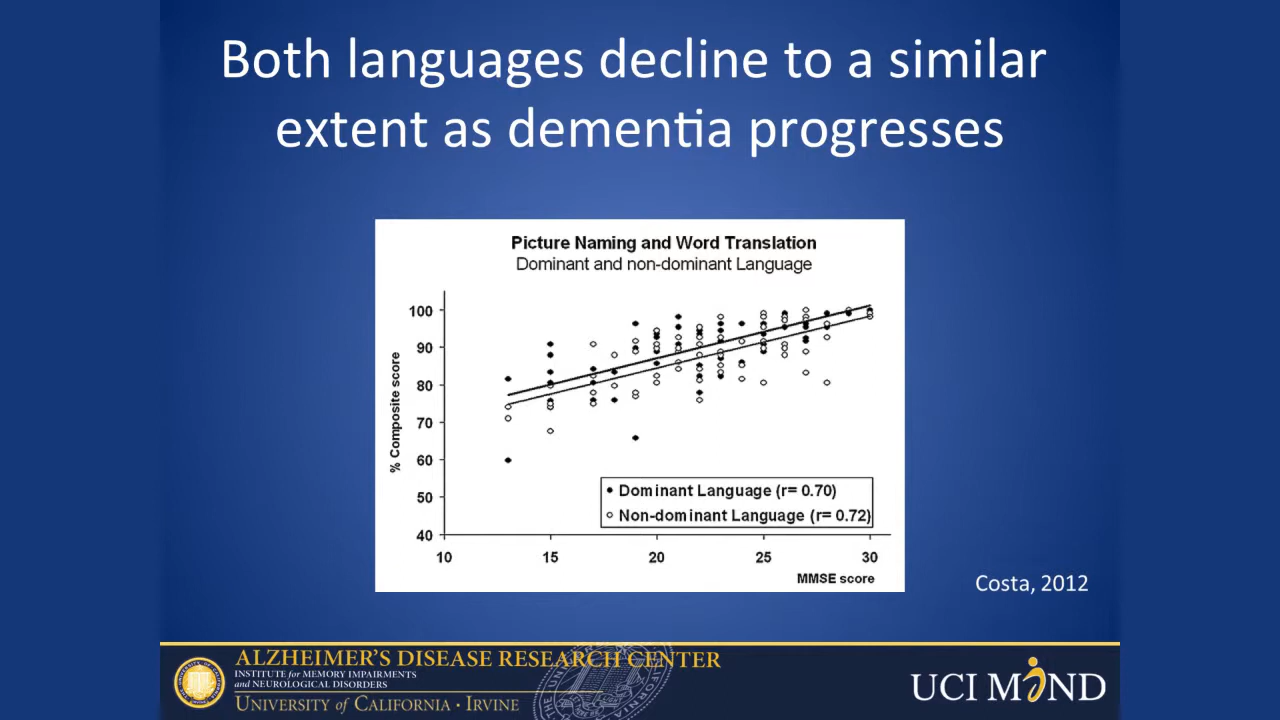 Both languages decline to a similar
extent as dementia progresses
Picture Naming and Word Translation
Dominant and non-dominant Language
100
90
80
70
60
50
40
% Composite score
Dominant Language (r= 0.70)
Non-dominant Language (r= 0.72)
10 15 20 25 30
MMSE score
Costa, 2012
ALZHEIMER'S DISEASE RESEARCH CENTER
INSTITUTE for MEMORY IMPAIRMENTS
and NEUROLOGICAL DISORDERS
UNIVERSITY of CALIFORNIA · IRVINE
UCI MIND